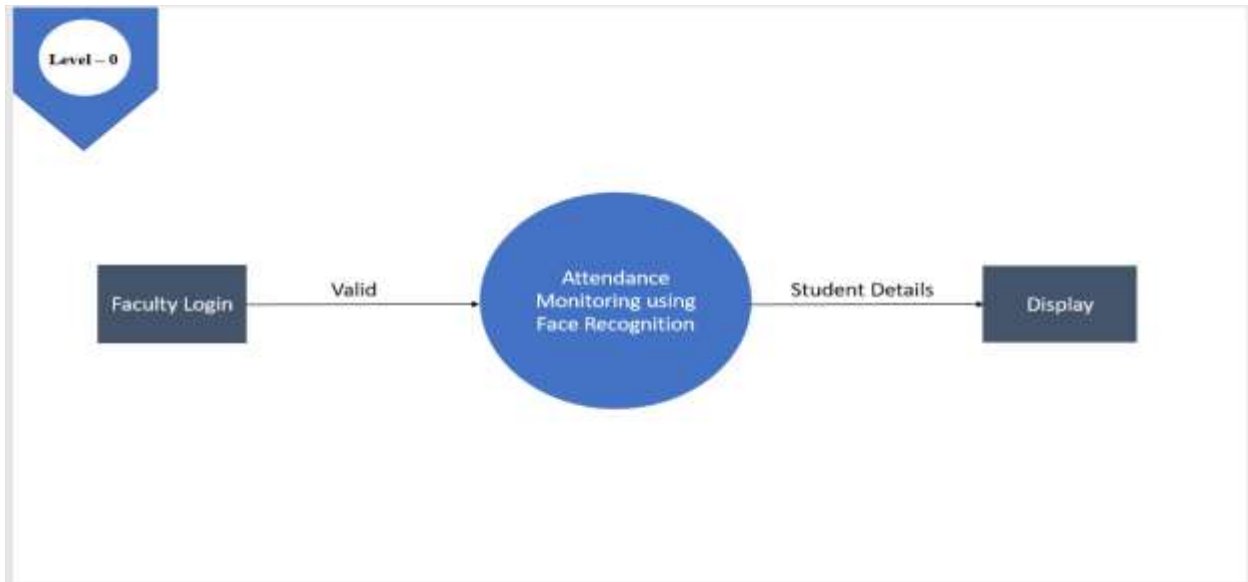 Level – 0
Faculty Login
Valid
Attendance
Monitoring using
Face Recognition
Student Details
Display